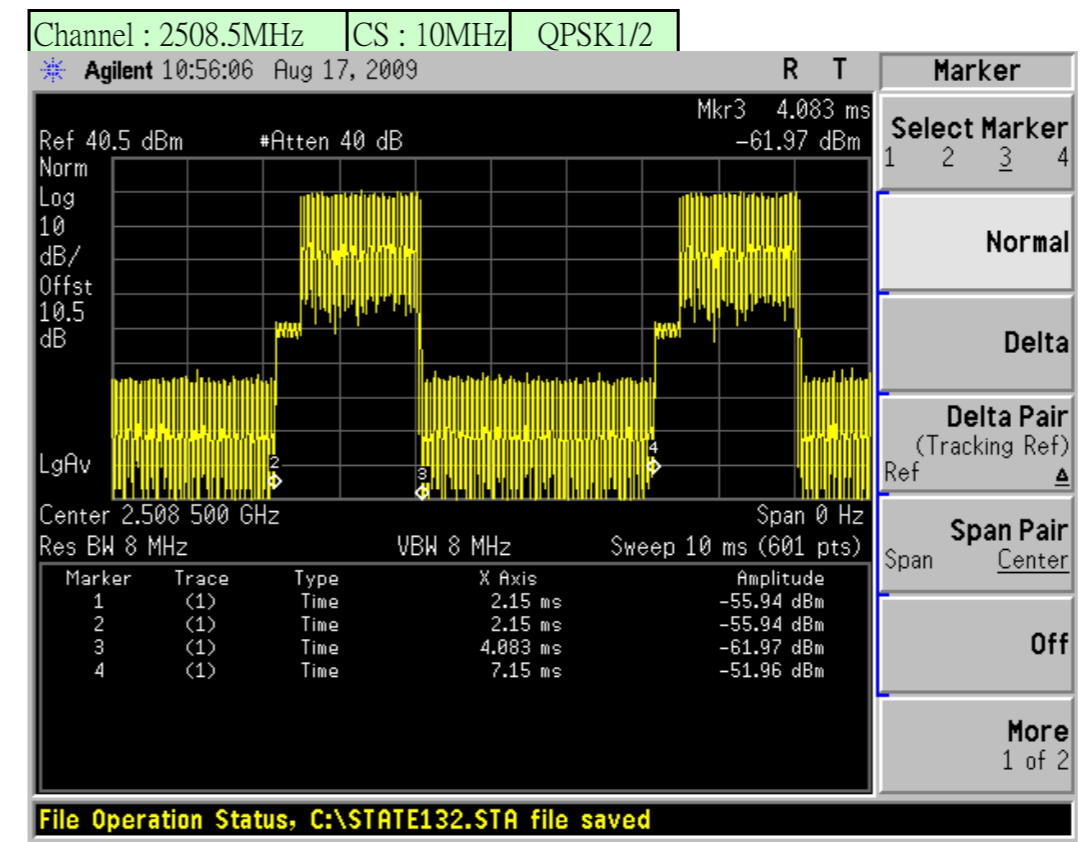 Channel : 2508.5MHz CS : 10MHz QPSK1/2
Agilent 10:56:06 Aug 17, 2009 R T
Marker
Mkr3 4.083 ms
Ref 40.5 dBm #Atten 40 dB -61.97 dBm
Norm
Log
10
dB/
Offst
10.5
dB
LgAv
2
3
4
Center 2.508 500 GHz Span 0 Hz
Res BW 8 MHz VBW 8 MHz Sweep 10 ms (601 pts)
Marker Trace Type X Axis Amplitude
1 (1) Time 2.15 ms -55.94 dBm
2 (1) Time 2.15 ms -55.94 dBm
3 (1) Time 4.083 ms -61.97 dBm
4 (1) Time 7.15 ms -51.96 dBm
Select Marker
1 2 3 4
Normal
Delta
Delta Pair
(Tracking Ref)
Ref Δ
Span Pair
Span Center
Off
More
1 of 2
File Operation Status, C:\STATE132.STA file saved